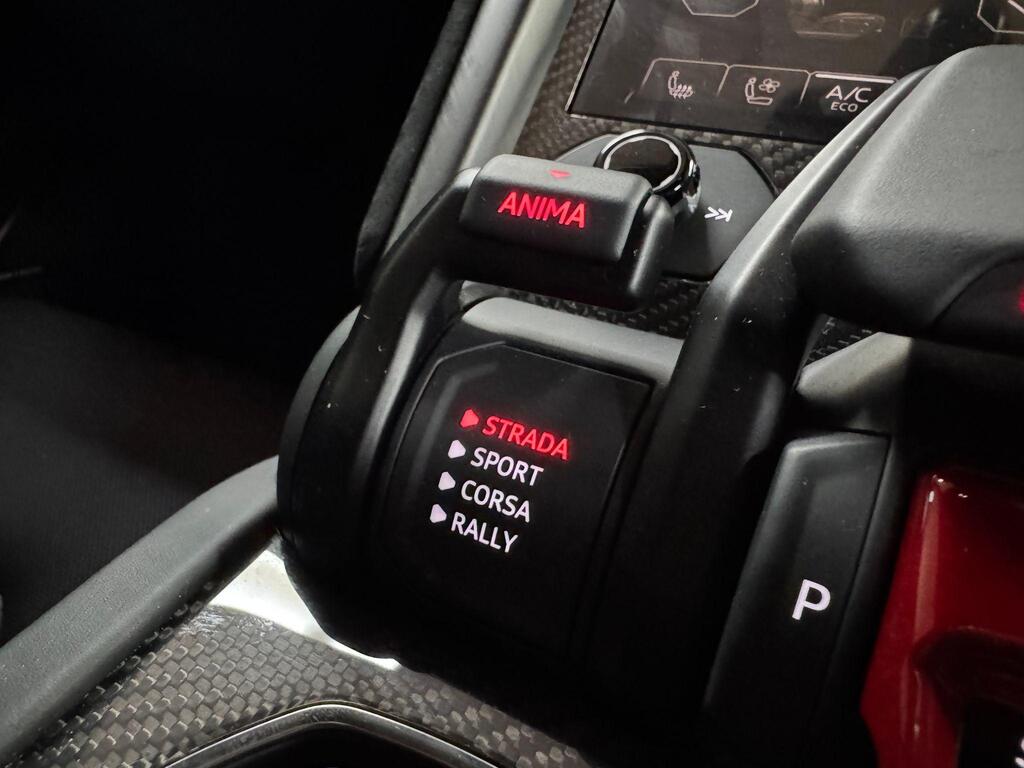 A/C
ECO
ANIMA
STRADA
SPORT
CORSA
RALLY
P